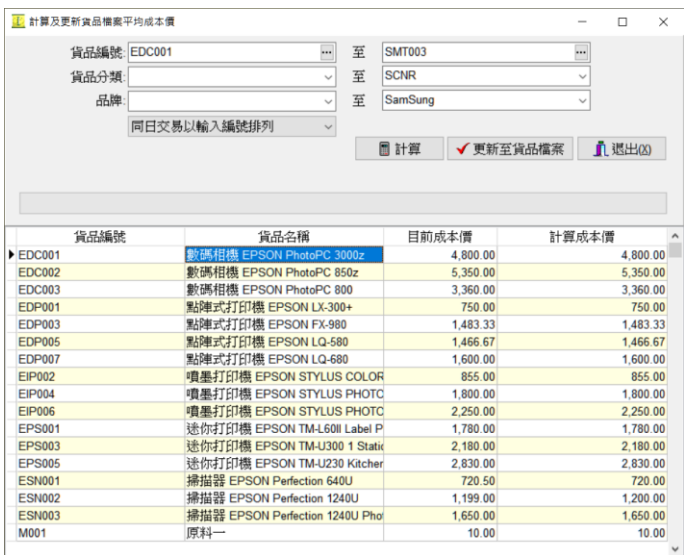 計算及更新貨品檔案平均成本價
貨品編號: EDC001 ... 至 SMT003 ...
貨品分類: 至 SCNR
品牌: 至 SamSung
同日交易以輸入編號排列
計算 更新至貨品檔案 退出(X)
貨品編號 貨品名稱 目前成本價 計算成本價
EDC001 數碼相機 EPSON PhotoPC 3000z 4,800.00 4,800.00
EDC002 數碼相機 EPSON PhotoPC 850z 5,350.00 5,350.00
EDC003 數碼相機 EPSON PhotoPC 800 3,360.00 3,360.00
EDP001 點陣式打印機 EPSON LX-300+ 750.00 750.00
EDP003 點陣式打印機 EPSON FX-980 1,483.33 1,483.33
EDP005 點陣式打印機 EPSON LQ-580 1,466.67 1,466.67
EDP007 點陣式打印機 EPSON LQ-680 1,600.00 1,600.00
EIP002 噴墨打印機 EPSON STYLUS COLOR 855.00 855.00
EIP004 噴墨打印機 EPSON STYLUS PHOTO 1,800.00 1,800.00
EIP006 噴墨打印機 EPSON STYLUS PHOTO 2,250.00 2,250.00
EPS001 迷你打印機 EPSON TM-L60II Label P 1,780.00 1,780.00
EPS003 迷你打印機 EPSON TM-U300 1 Static 2,180.00 2,180.00
EPS005 迷你打印機 EPSON TM-U230 Kitchen 2,830.00 2,830.00
ESN001 掃描器 EPSON Perfection 640U 720.50 720.00
ESN002 掃描器 EPSON Perfection 1240U 1,199.00 1,200.00
ESN003 掃描器 EPSON Perfection 1240U Pho 1,650.00 1,650.00
M001 原料一 10.00 10.00